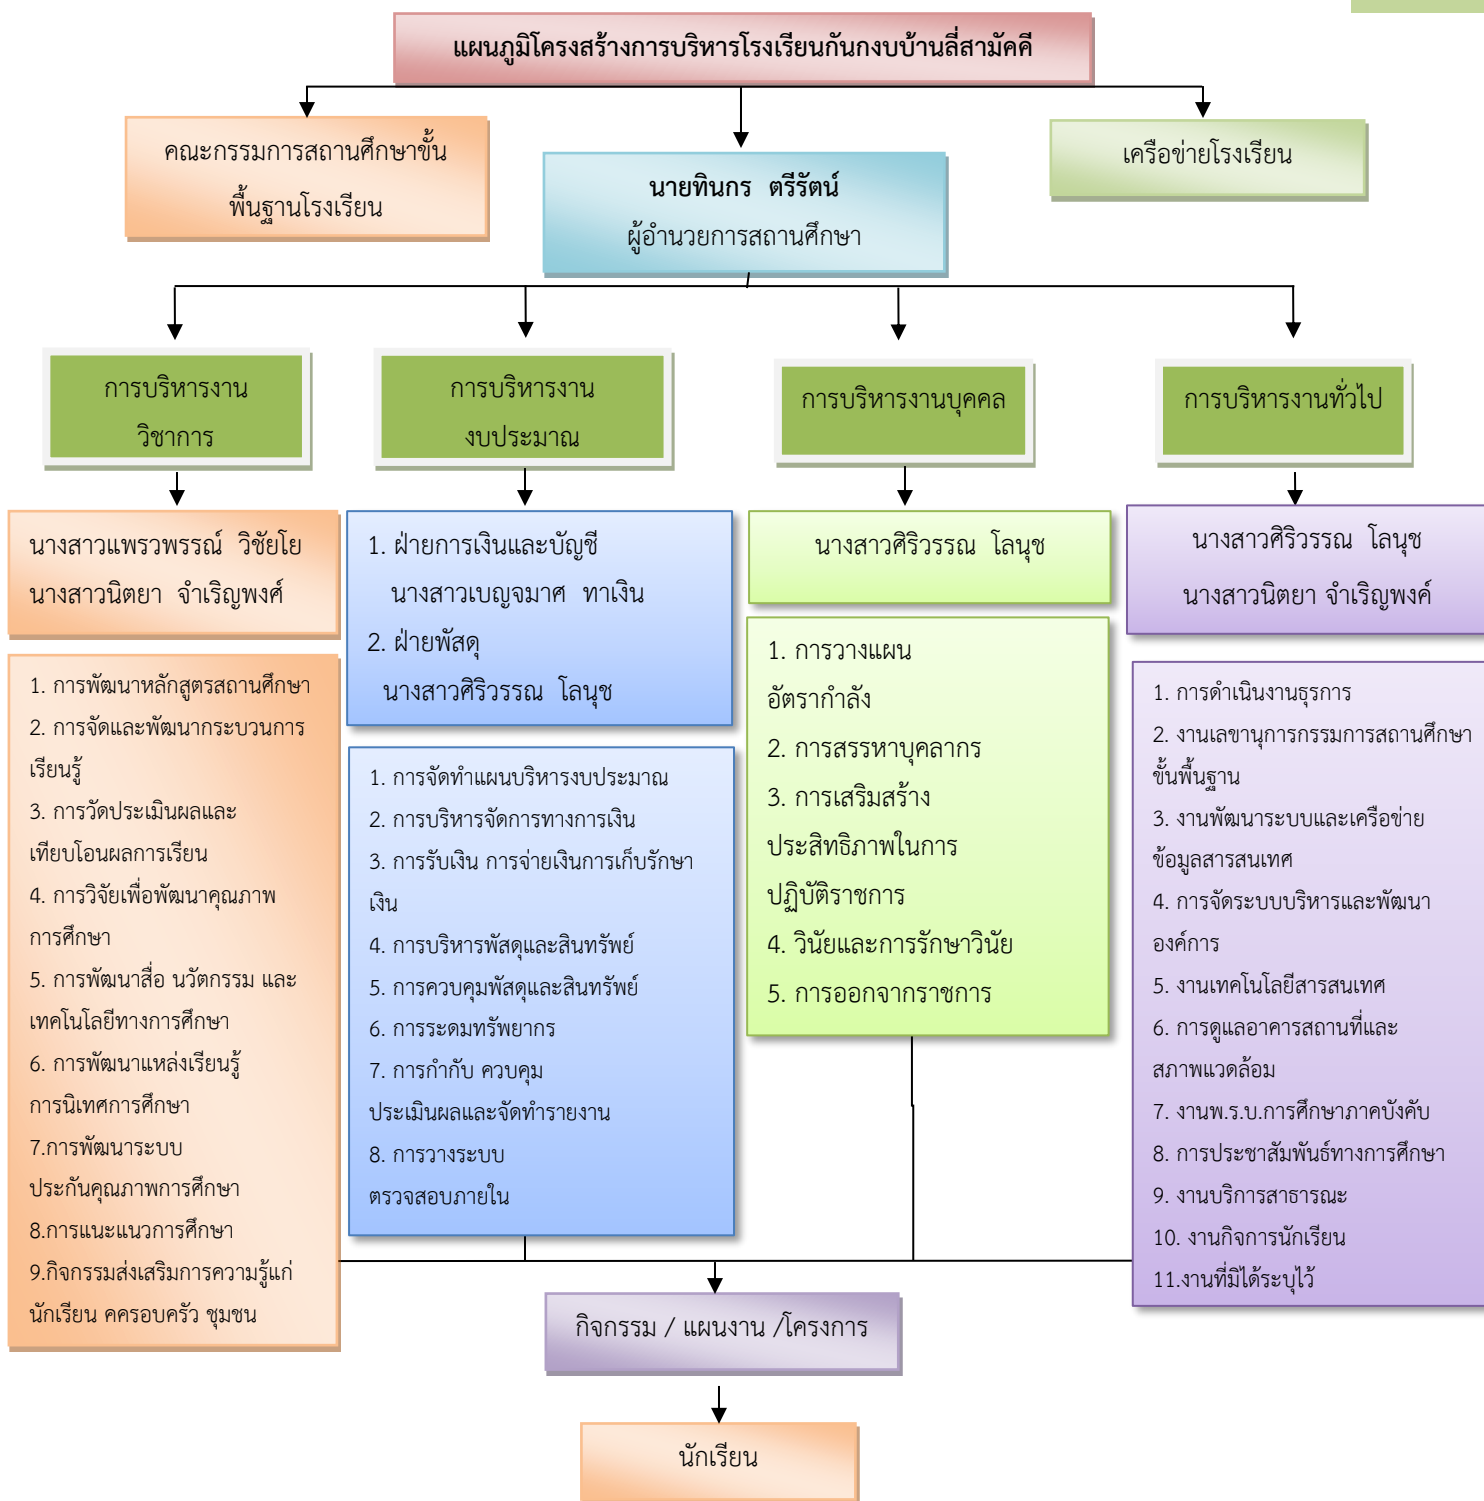 แผนภูมิโครงสร้างการบริหารโรงเรียนกันกงบบ้านลี่สามัคคี
คณะกรรมการสถานศึกษาขั้น
พื้นฐานโรงเรียน
นายทินกร ตรีรัตน์
ผู้อำนวยการสถานศึกษา
เครือข่ายโรงเรียน
การบริหารงาน
วิชาการ
การบริหารงาน
งบประมาณ
การบริหารงานบุคคล
การบริหารงานทั่วไป
นางสาวแพรวพรรณ์ วิชัยโย
นางสาวนิตยา จำเริญพงศ์
1. ฝ่ายการเงินและบัญชี
นางสาวเบญจมาศ ทาเงิน
2. ฝ่ายพัสดุ
นางสาวศิริวรรณ โลนุช
นางสาวศิริวรรณ โลนุช
นางสาวศิริวรรณ โลนุช
นางสาวนิตยา จำเริญพงค์
1. การพัฒนาหลักสูตรสถานศึกษา
2. การจัดและพัฒนากระบวนการ
เรียนรู้
3. การวัดประเมินผลและ
เทียบโอนผลการเรียน
4. การวิจัยเพื่อพัฒนาคุณภาพ
การศึกษา
5. การพัฒนาสื่อ นวัตกรรม และ
เทคโนโลยีทางการศึกษา
6. การพัฒนาแหล่งเรียนรู้
การนิเทศการศึกษา
7.การพัฒนาระบบ
ประกันคุณภาพการศึกษา
8.การแนะแนวการศึกษา
9.กิจกรรมส่งเสริมการความรู้แก่
นักเรียน คครอบครัว ชุมชน
1. การจัดทำแผนบริหารงบประมาณ
2. การบริหารจัดการทางการเงิน
3. การรับเงิน การจ่ายเงินการเก็บรักษา
เงิน
4. การบริหารพัสดุและสินทรัพย์
5. การควบคุมพัสดุและสินทรัพย์
6. การระดมทรัพยากร
7. การกำกับ ควบคุม
ประเมินผลและจัดทำรายงาน
8. การวางระบบ
ตรวจสอบภายใน
1. การวางแผน
อัตรากำลัง
2. การสรรหาบุคลากร
3. การเสริมสร้าง
ประสิทธิภาพในการ
ปฏิบัติราชการ
4. วินัยและการรักษาวินัย
5. การออกจากราชการ
1. การดำเนินงานธุรการ
2. งานเลขานุการกรรมการสถานศึกษา
ขั้นพื้นฐาน
3. งานพัฒนาระบบและเครือข่าย
ข้อมูลสารสนเทศ
4. การจัดระบบบริหารและพัฒนา
องค์การ
5. งานเทคโนโลยีสารสนเทศ
6. การดูแลอาคารสถานที่และ
สภาพแวดล้อม
7. งานพ.ร.บ.การศึกษาภาคบังคับ
8. การประชาสัมพันธ์ทางการศึกษา
9. งานบริการสาธารณะ
10. งานกิจการนักเรียน
11.งานที่มิได้ระบุไว้
กิจกรรม / แผนงาน /โครงการ
นักเรียน